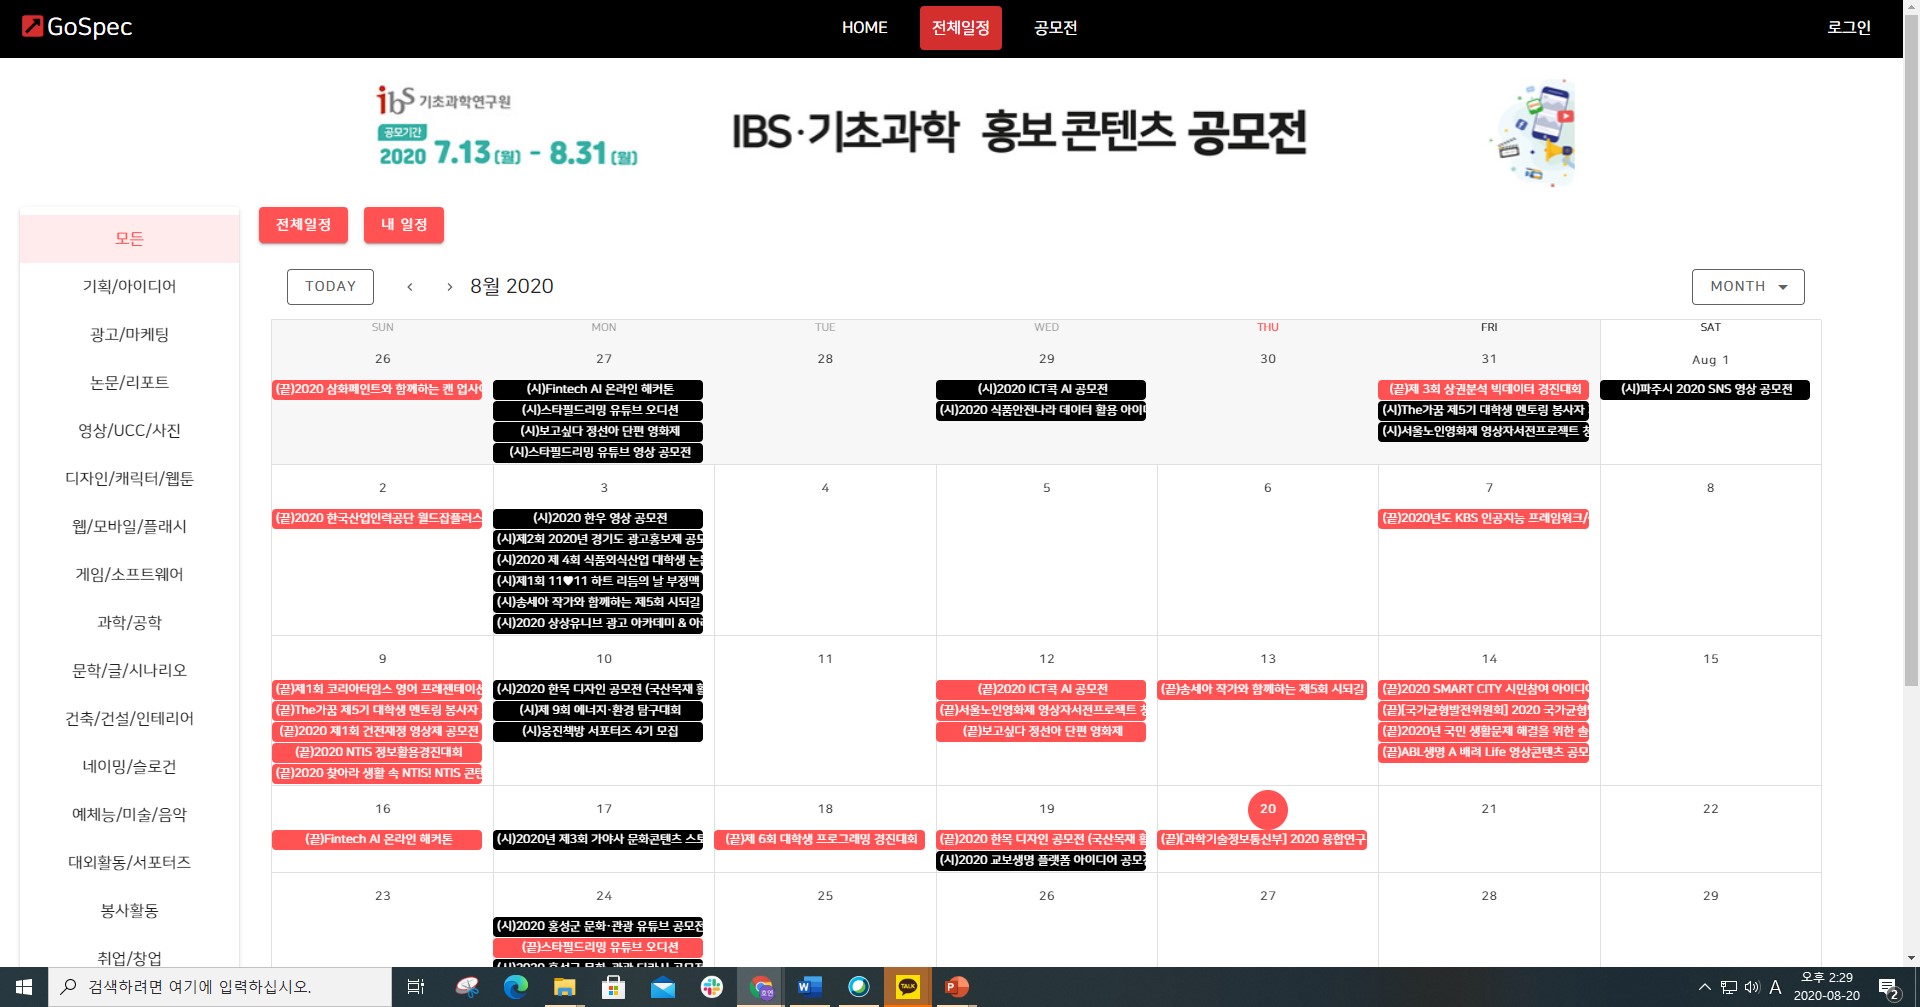 GoSpec
HOME
전체일정
공모전
로그인
ibS 기초과학연구원
공모기간
2020 7.13(월) - 8.31(월)
IBS·기초과학 홍보 콘텐츠 공모전
모든
기획/아이디어
광고/마케팅
논문/리포트
영상/UCC/사진
디자인/캐릭터/웹툰
웹/모바일/플래시
게임/소프트웨어
과학/공학
문학/글/시나리오
건축/건설/인테리어
네이밍/슬로건
예체능/미술/음악
대외활동/서포터즈
봉사활동
취업/창업
전체일정
내 일정
TODAY
‹ › 8월 2020
MONTH
SUN MON TUE WED THU FRI SAT
26 27 28 29 30 31 Aug 1
(끝)2020 삼화페인트와 함께하는 캔 업사
(시)Fintech AI 온라인 해커톤
(시)스타필드리밍 유튜브 오디션
(시)보고싶다 정선아 단편 영화제
(시)스타필드리밍 유튜브 영상 공모전
(시)2020 ICT콕 AI 공모전
(시)2020 식품안전나라 데이터 활용 아이
(끝)제 3회 상권분석 빅데이터 경진대회
(시)The가꿈 제5기 대학생 멘토링 봉사자
(시)서울노인영화제 영상자서전프로젝트
(시)파주시 2020 SNS 영상 공모전
2 3 4 5 6 7 8
(끝)2020 한국산업인력공단 월드잡플러스
(시)2020 한우 영상 공모전
(시)제2회 2020년 경기도 광고홍보제 공모
(시)2020 제 4회 식품외식산업 대학생 논
(시)제1회 11♥11 하트 리듬의 날 부정맥
(시)송세아 작가와 함께하는 제5회 시되길
(시)2020 상상유니브 광고 아카데미 & 아
(끝)2020년도 KBS 인공지능 프레임워크/
9 10 11 12 13 14 15
(끝)제1회 코리아타임스 영어 프레젠테이션
(끝)The가꿈 제5기 대학생 멘토링 봉사자
(끝)2020 제1회 건전재정 영상제 공모전
(끝)2020 NTIS 정보활용경진대회
(끝)2020 찾아라 생활 속 NTIS! NTIS 콘텐
(시)2020 한목 디자인 공모전 (국산목재 활
(시)제 9회 에너지·환경 탐구대회
(시)웅진책방 서포터즈 4기 모집
(끝)2020 ICT콕 AI 공모전
(끝)서울노인영화제 영상자서전프로젝트
(끝)보고싶다 정선아 단편 영화제
(끝)송세아 작가와 함께하는 제5회 시되길
(끝)2020 SMART CITY 시민참여 아이디어
(끝)[국가균형발전위원회] 2020 국가균형
(끝)2020년 국민 생활문제 해결을 위한 솔
(끝)ABL생명 A 배려 Life 영상콘텐츠 공모
16 17 18 19 20 21 22
(끝)Fintech AI 온라인 해커톤
(시)2020년 제3회 가야사 문화콘텐츠 스토
(끝)제 6회 대학생 프로그래밍 경진대회
(끝)2020 한목 디자인 공모전 (국산목재 활
(시)2020 교보생명 플랫폼 아이디어 공모전
(끝)[과학기술정보통신부] 2020 융합연구
23 24 25 26 27 28 29
(시)2020 홍성군 문화·관광 유튜브 공모전
(끝)스타필드리밍 유튜브 오디션
검색하려면 여기에 입력하십시오.
TALK
A
오후 2:29
2020-08-20
2